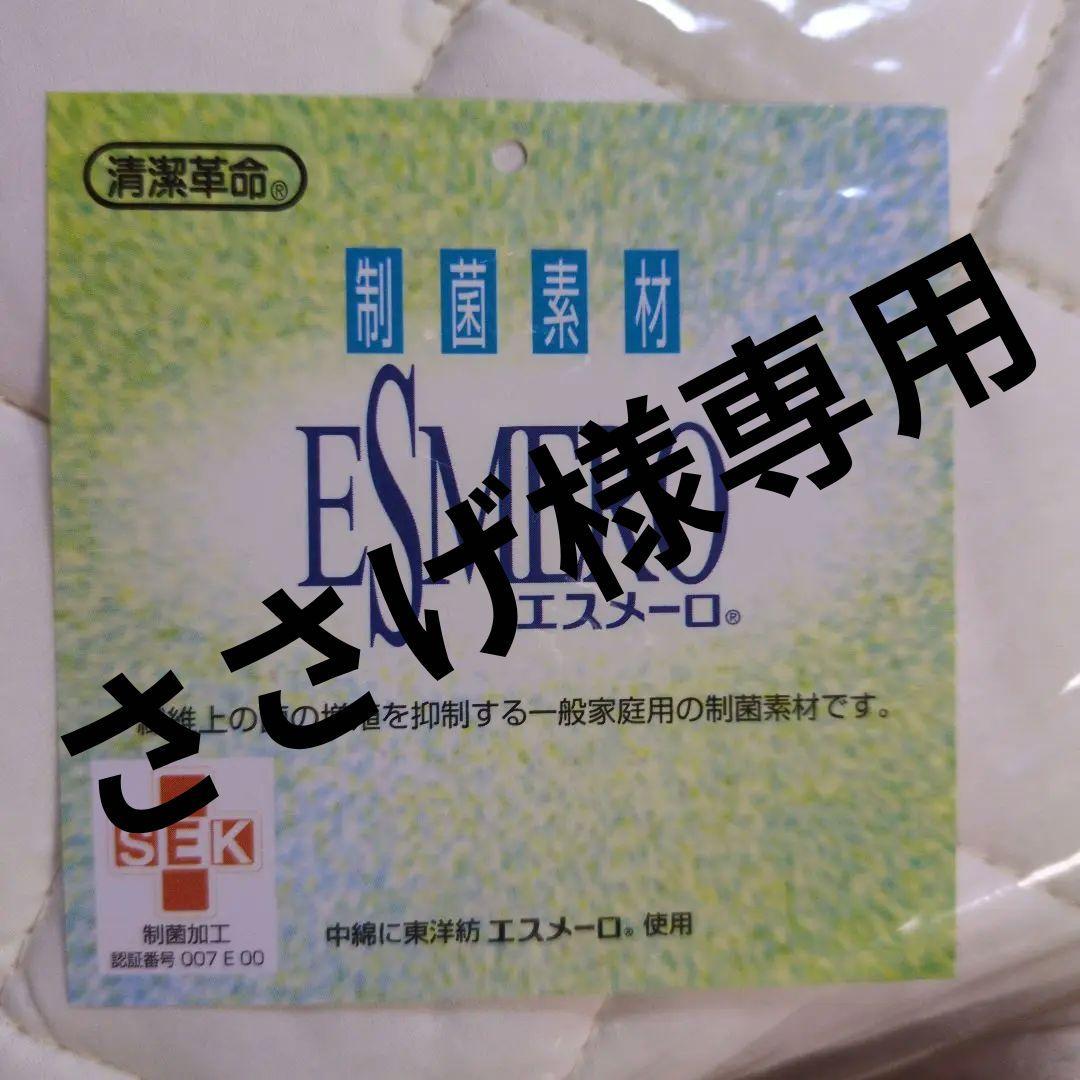 清潔革命®
制菌素材
ESMERO
エスメーロ®
ささげ様専用
繊維上の菌の増殖を抑制する一般家庭用の制菌素材です。
SEK
制菌加工
認証番号 007 E 00
中綿に東洋紡 エスメーロ® 使用